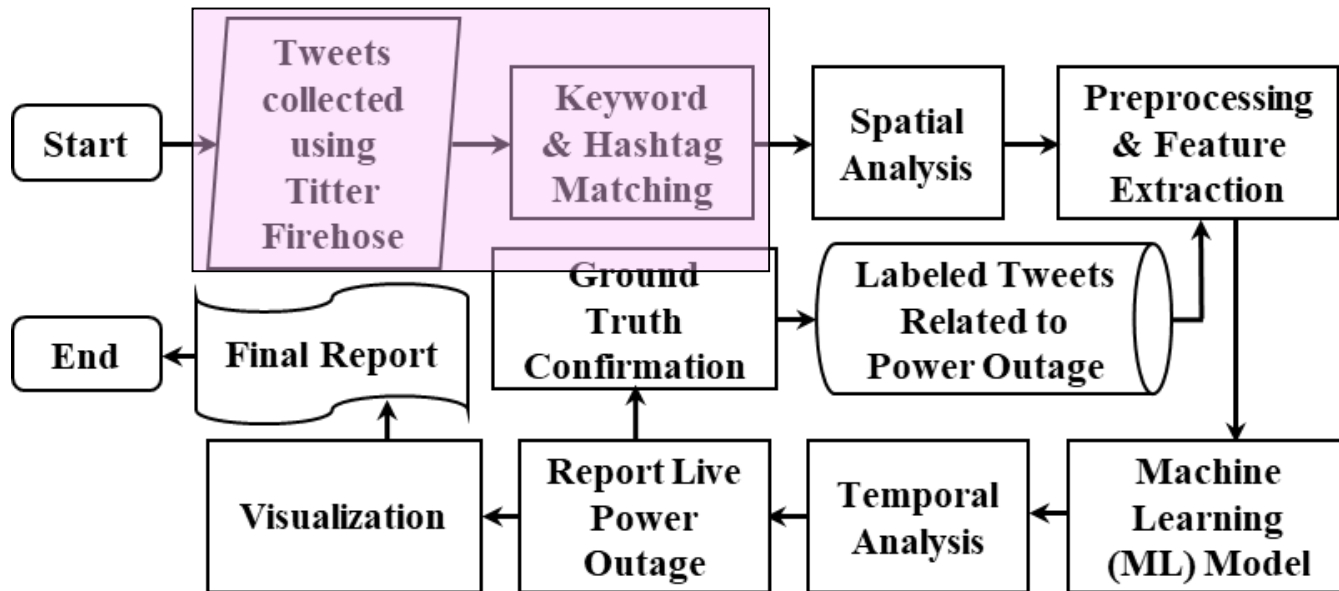 Start
Tweets
collected
using
Titter
Firehose
Keyword
& Hashtag
Matching
Spatial
Analysis
Preprocessing
& Feature
Extraction
End
Final Report
Ground
Truth
Confirmation
Labeled Tweets
Related to
Power Outage
Visualization
Report Live
Power
Outage
Temporal
Analysis
Machine
Learning
(ML) Model